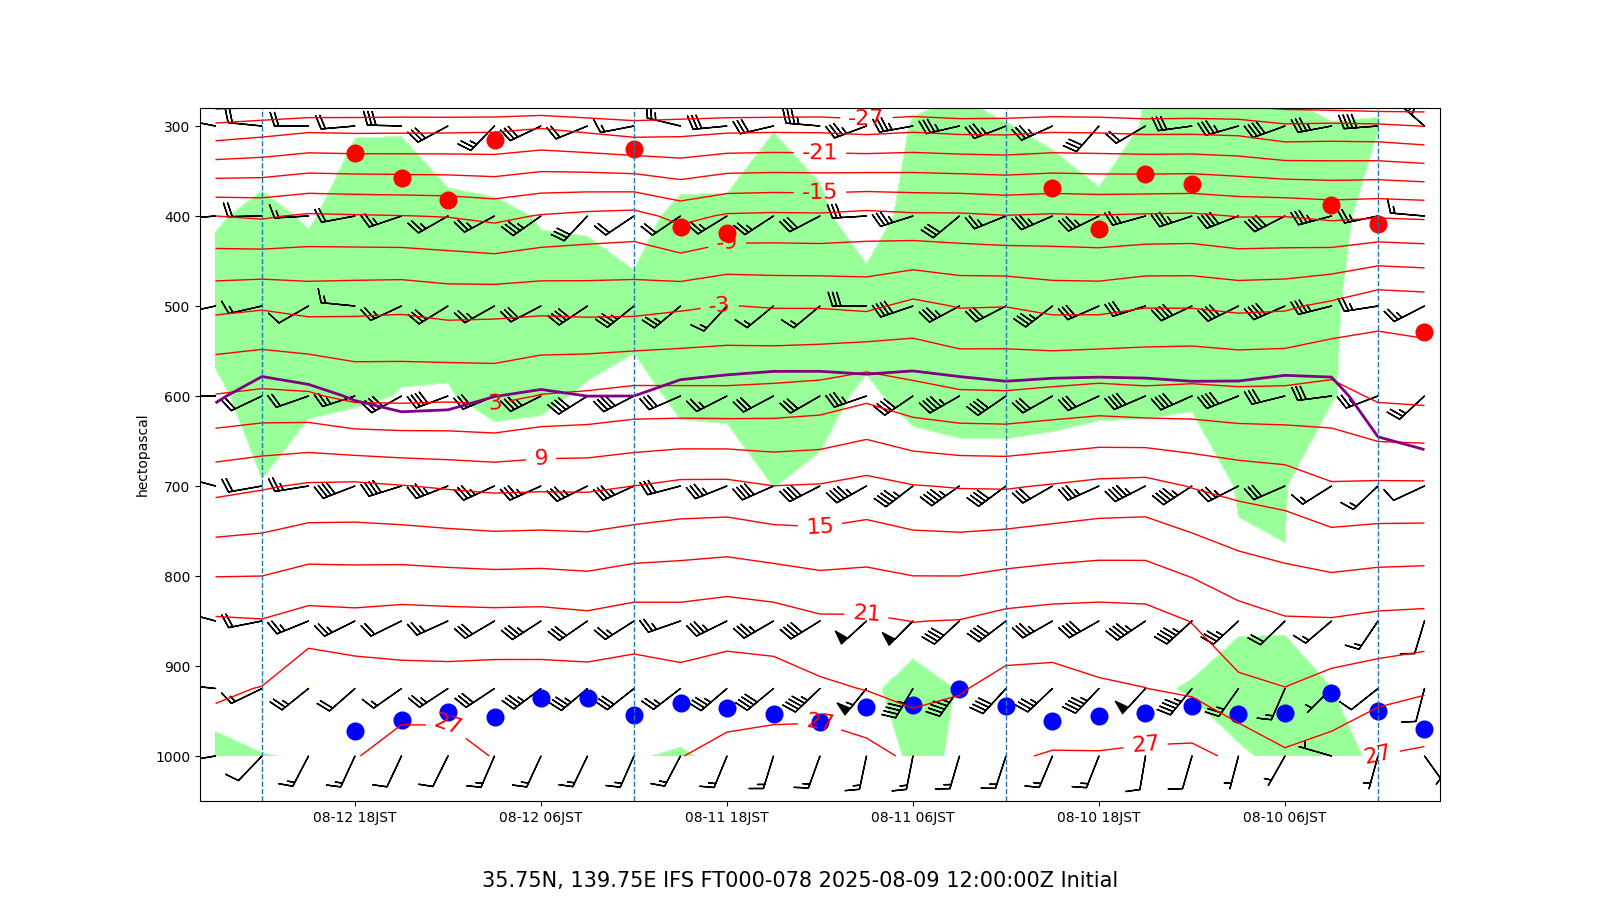 300
400
500
600
700
800
900
1000
hectopascal
-27
-21
-15
-9
-3
3
9
15
21
27
27
27
27
08-12 18JST
08-12 06JST
08-11 18JST
08-11 06JST
08-10 18JST
08-10 06JST
35.75N, 139.75E IFS FT000-078 2025-08-09 12:00:00Z Initial